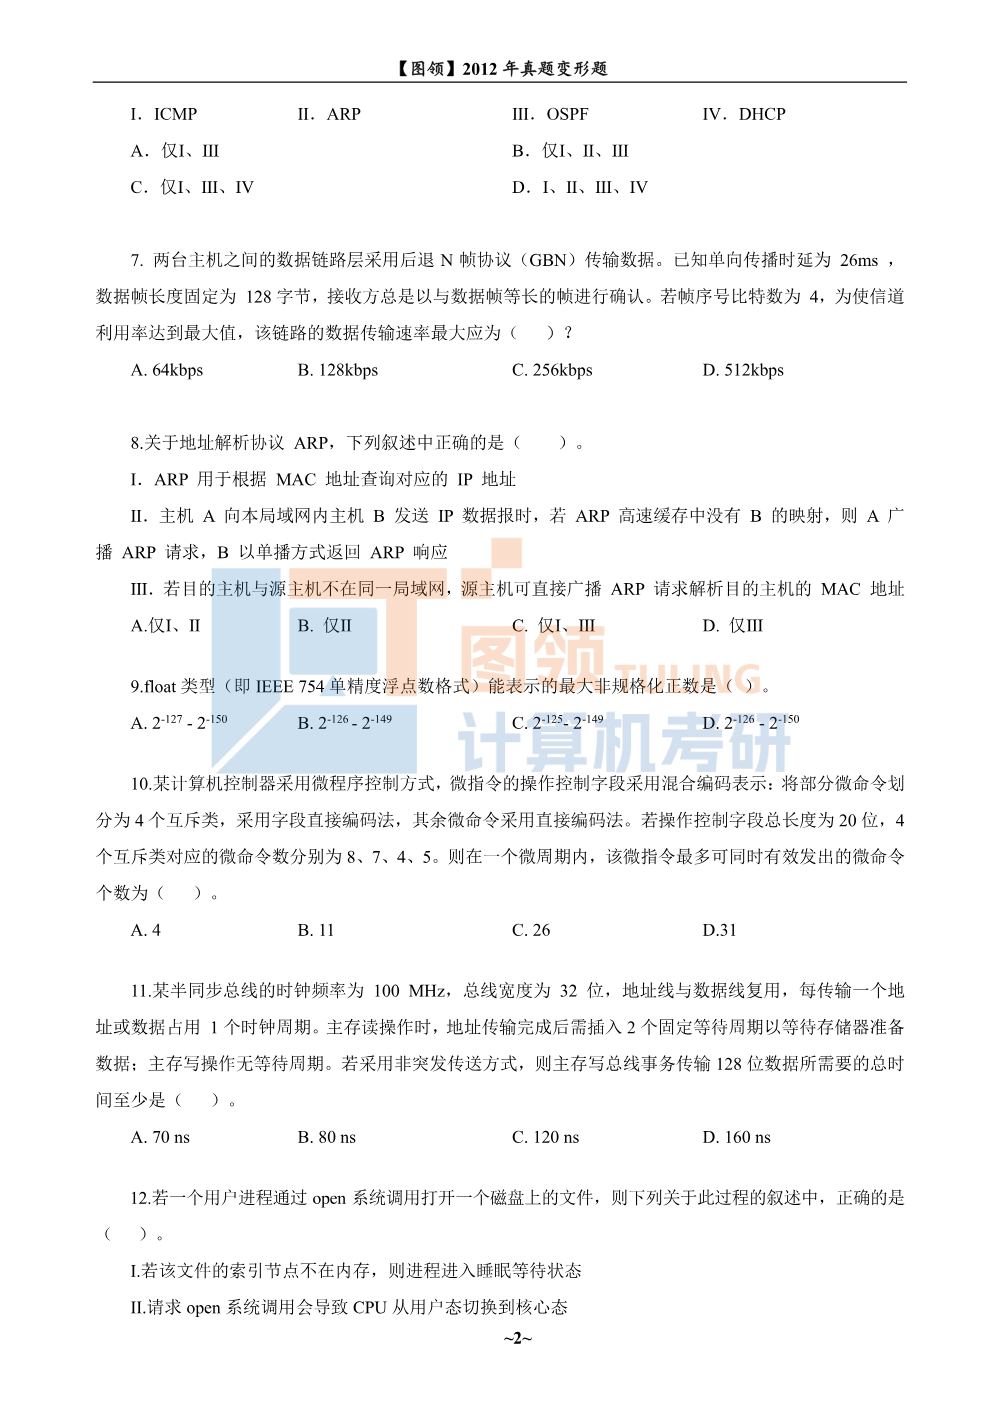 【图领】2012 年真题变形题
I．ICMP II．ARP III．OSPF IV．DHCP
A．仅I、III B．仅I、II、III
C．仅I、III、IV D．I、II、III、IV
7. 两台主机之间的数据链路层采用后退 N 帧协议（GBN）传输数据。已知单向传播时延为 26ms ，
数据帧长度固定为 128 字节，接收方总是以与数据帧等长的帧进行确认。若帧序号比特数为 4，为使信道
利用率达到最大值，该链路的数据传输速率最大应为（ ）？
A. 64kbps B. 128kbps C. 256kbps D. 512kbps
8.关于地址解析协议 ARP，下列叙述中正确的是（ ）。
I．ARP 用于根据 MAC 地址查询对应的 IP 地址
II．主机 A 向本局域网内主机 B 发送 IP 数据报时，若 ARP 高速缓存中没有 B 的映射，则 A 广
播 ARP 请求，B 以单播方式返回 ARP 响应
III．若目的主机与源主机不在同一局域网，源主机可直接广播 ARP 请求解析目的主机的 MAC 地址
A.仅I、II B. 仅II C. 仅I、III D. 仅III
图领 TULING
9.float 类型（即 IEEE 754 单精度浮点数格式）能表示的最大非规格化正数是（ ）。
A. 2-127 - 2-150 B. 2-126 - 2-149 C. 2-125- 2-149 D. 2-126 - 2-150
计算机考研
10.某计算机控制器采用微程序控制方式，微指令的操作控制字段采用混合编码表示：将部分微命令划
分为 4 个互斥类，采用字段直接编码法，其余微命令采用直接编码法。若操作控制字段总长度为 20 位，4
个互斥类对应的微命令数分别为 8、7、4、5。则在一个微周期内，该微指令最多可同时有效发出的微命令
个数为（ ）。
A. 4 B. 11 C. 26 D.31
11.某半同步总线的时钟频率为 100 MHz，总线宽度为 32 位，地址线与数据线复用，每传输一个地
址或数据占用 1 个时钟周期。主存读操作时，地址传输完成后需插入 2 个固定等待周期以等待存储器准备
数据；主存写操作无等待周期。若采用非突发传送方式，则主存写总线事务传输 128 位数据所需要的总时
间至少是（ ）。
A. 70 ns B. 80 ns C. 120 ns D. 160 ns
12.若一个用户进程通过 open 系统调用打开一个磁盘上的文件，则下列关于此过程的叙述中，正确的是
（ ）。
I.若该文件的索引节点不在内存，则进程进入睡眠等待状态
II.请求 open 系统调用会导致 CPU 从用户态切换到核心态
~2~